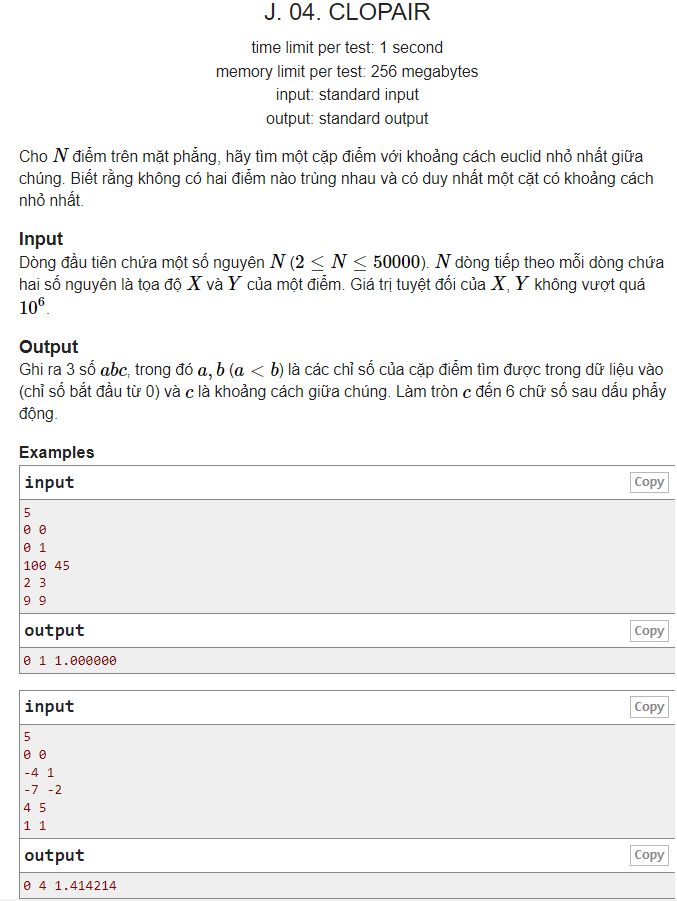 J. 04. CLOPAIR
time limit per test: 1 second
memory limit per test: 256 megabytes
input: standard input
output: standard output
Cho N điểm trên mặt phẳng, hãy tìm một cặp điểm với khoảng cách euclid nhỏ nhất giữa
chúng. Biết rằng không có hai điểm nào trùng nhau và có duy nhất một cặt có khoảng cách
nhỏ nhất.
Input
Dòng đầu tiên chứa một số nguyên N (2 ≤ N ≤ 50000). N dòng tiếp theo mỗi dòng chứa
hai số nguyên là tọa độ X và Y của một điểm. Giá trị tuyệt đối của X, Y không vượt quá
10⁶.
Output
Ghi ra 3 số abc, trong đó a, b (a < b) là các chỉ số của cặp điểm tìm được trong dữ liệu vào
(chỉ số bắt đầu từ 0) và c là khoảng cách giữa chúng. Làm tròn c đến 6 chữ số sau dấu phẩy
động.
Examples
input Copy
5
0 0
0 1
100 45
2 3
9 9
output Copy
0 1 1.000000
input Copy
5
0 0
-4 1
-7 -2
4 5
1 1
output Copy
0 4 1.414214